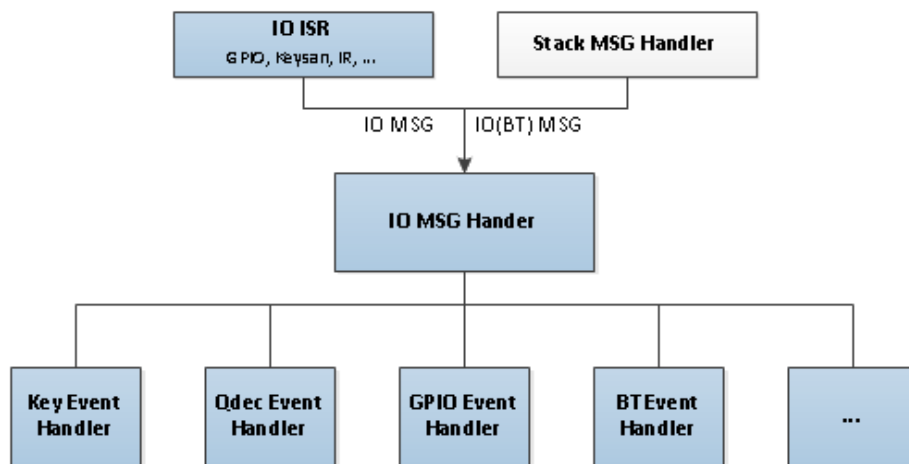 IO ISR
GPIO, Keysan, IR, ...
Stack MSG Handler
IO MSG
IO(BT) MSG
IO MSG Hander
Key Event
Handler
Qdec Event
Handler
GPIO Event
Handler
BT Event
Handler
...